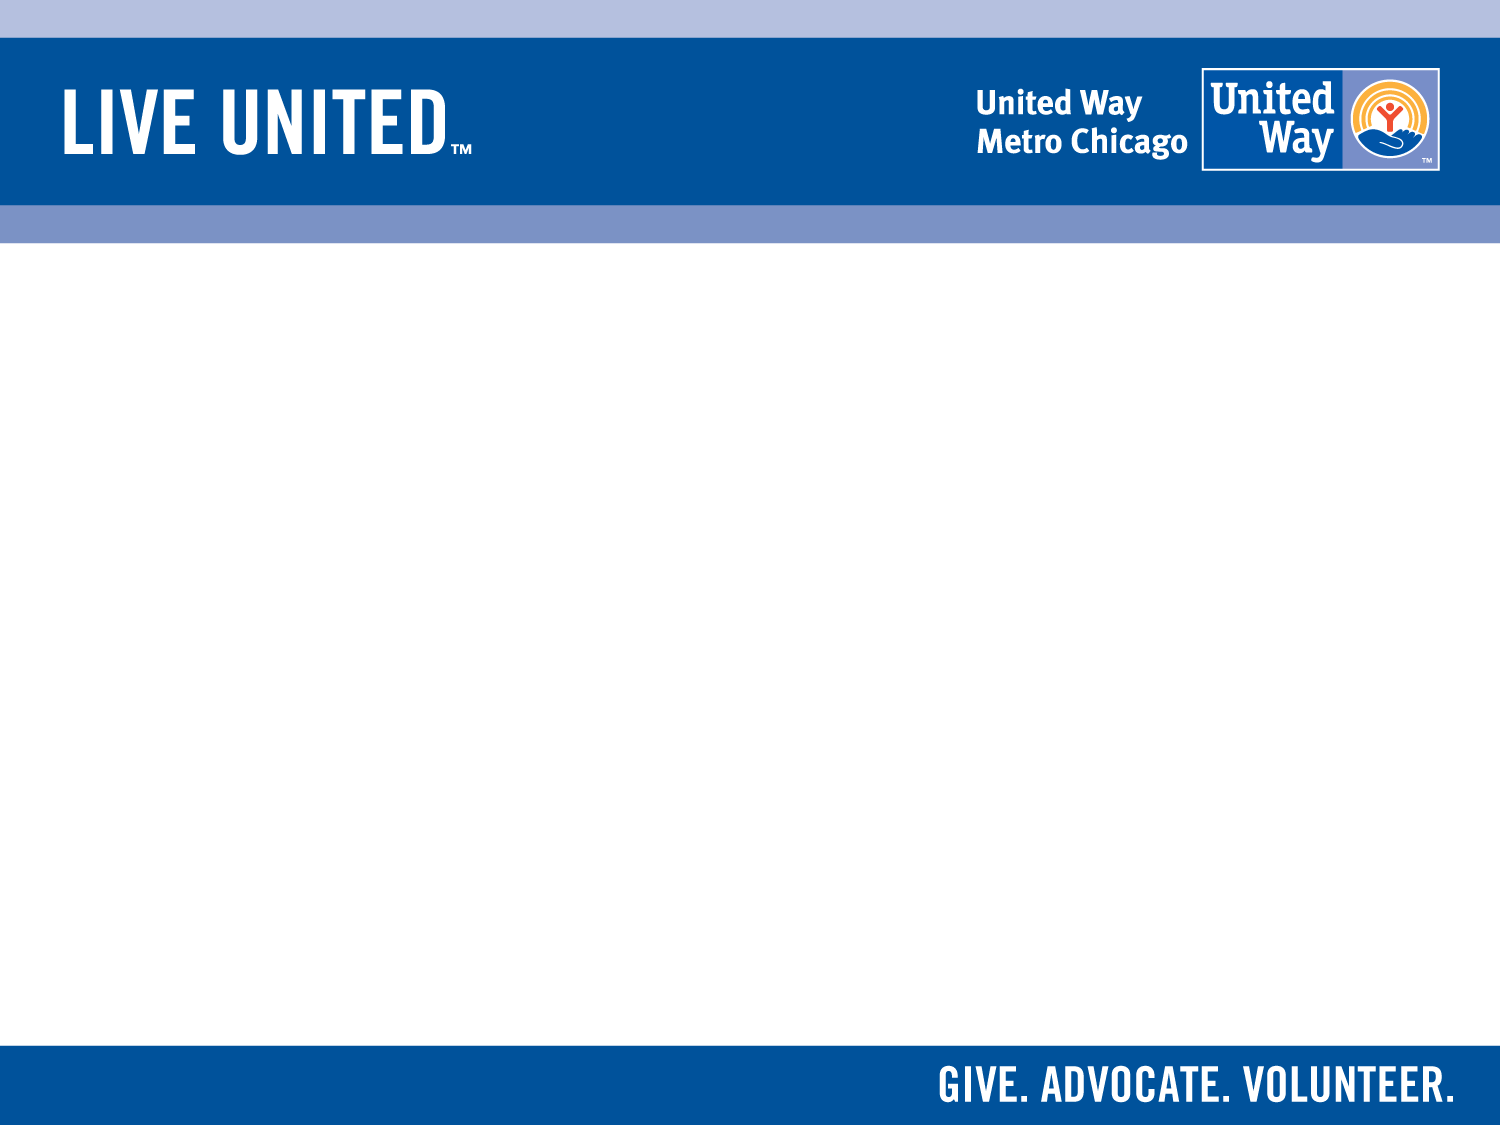 LIVE UNITED™
United Way
Metro Chicago
United
Way
™
GIVE. ADVOCATE. VOLUNTEER.